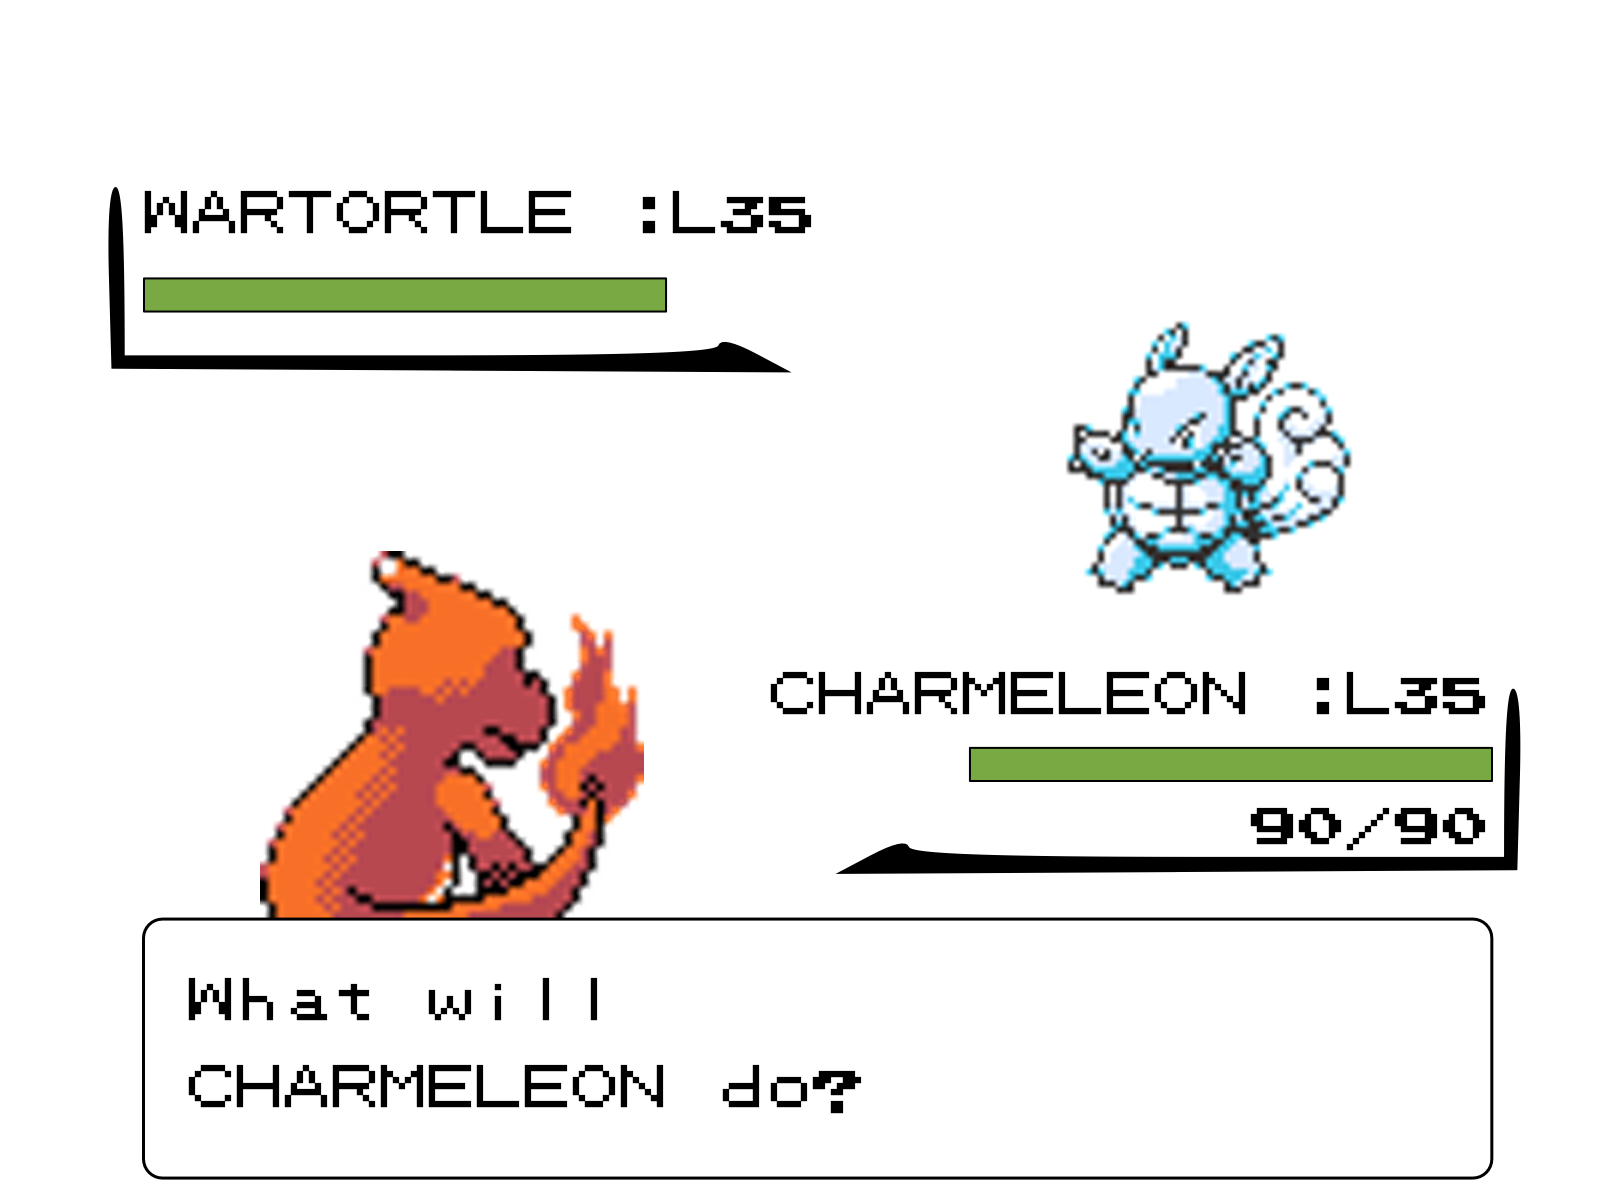 WARTORTLE :L35
CHARMELEON :L35
90/90
What will
CHARMELEON do?